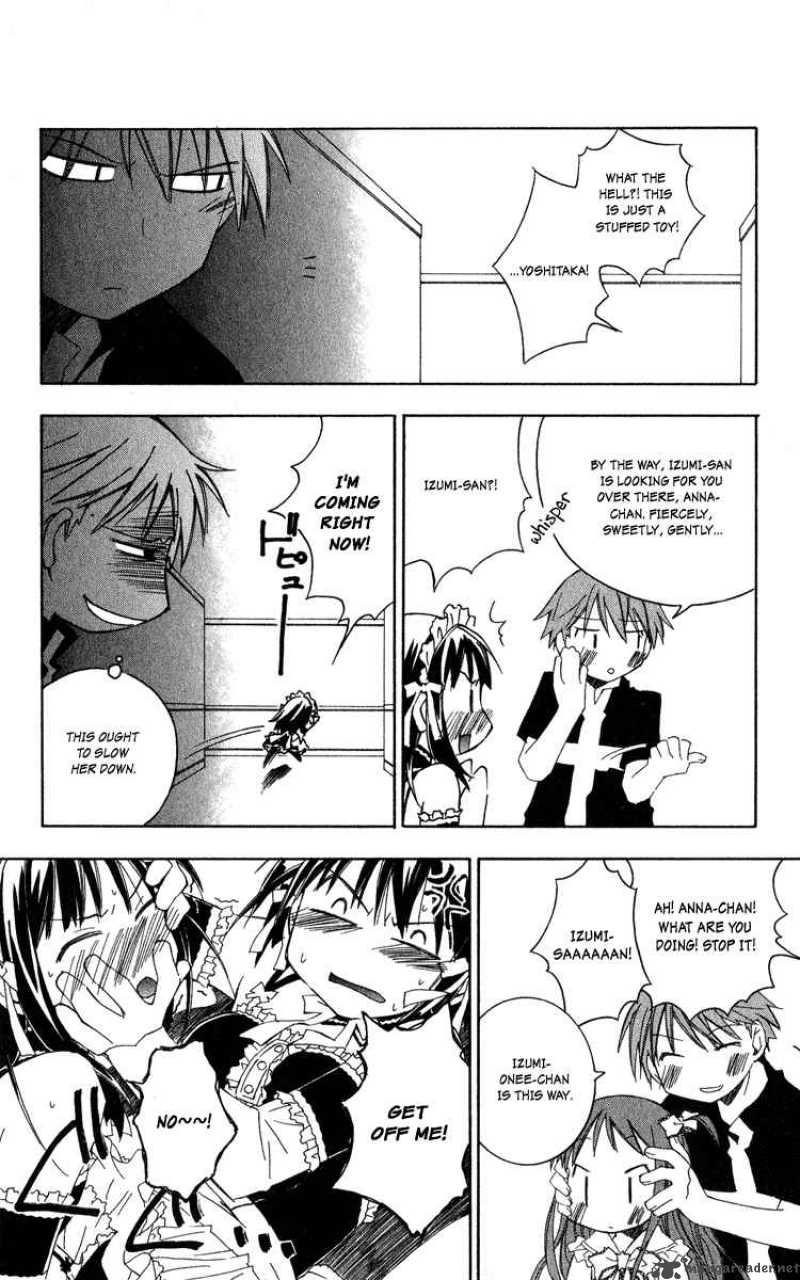 WHAT THE
HELL?! THIS
IS JUST A
STUFFED TOY!
...YOSHITAKA!
BY THE WAY, IZUMI-SAN
IS LOOKING FOR YOU
OVER THERE, ANNA-
CHAN. FIERCELY,
SWEETLY, GENTLY...
whisper
IZUMI-SAN?!
I'M
COMING
RIGHT
NOW!
ドピュー
THIS OUGHT
TO SLOW
HER DOWN.
AH! ANNA-CHAN!
WHAT ARE YOU
DOING! STOP IT!
IZUMI-
SAAAAAAN!
IZUMI-
ONEE-CHAN
IS THIS WAY.
GET
OFF ME!
NO~~!